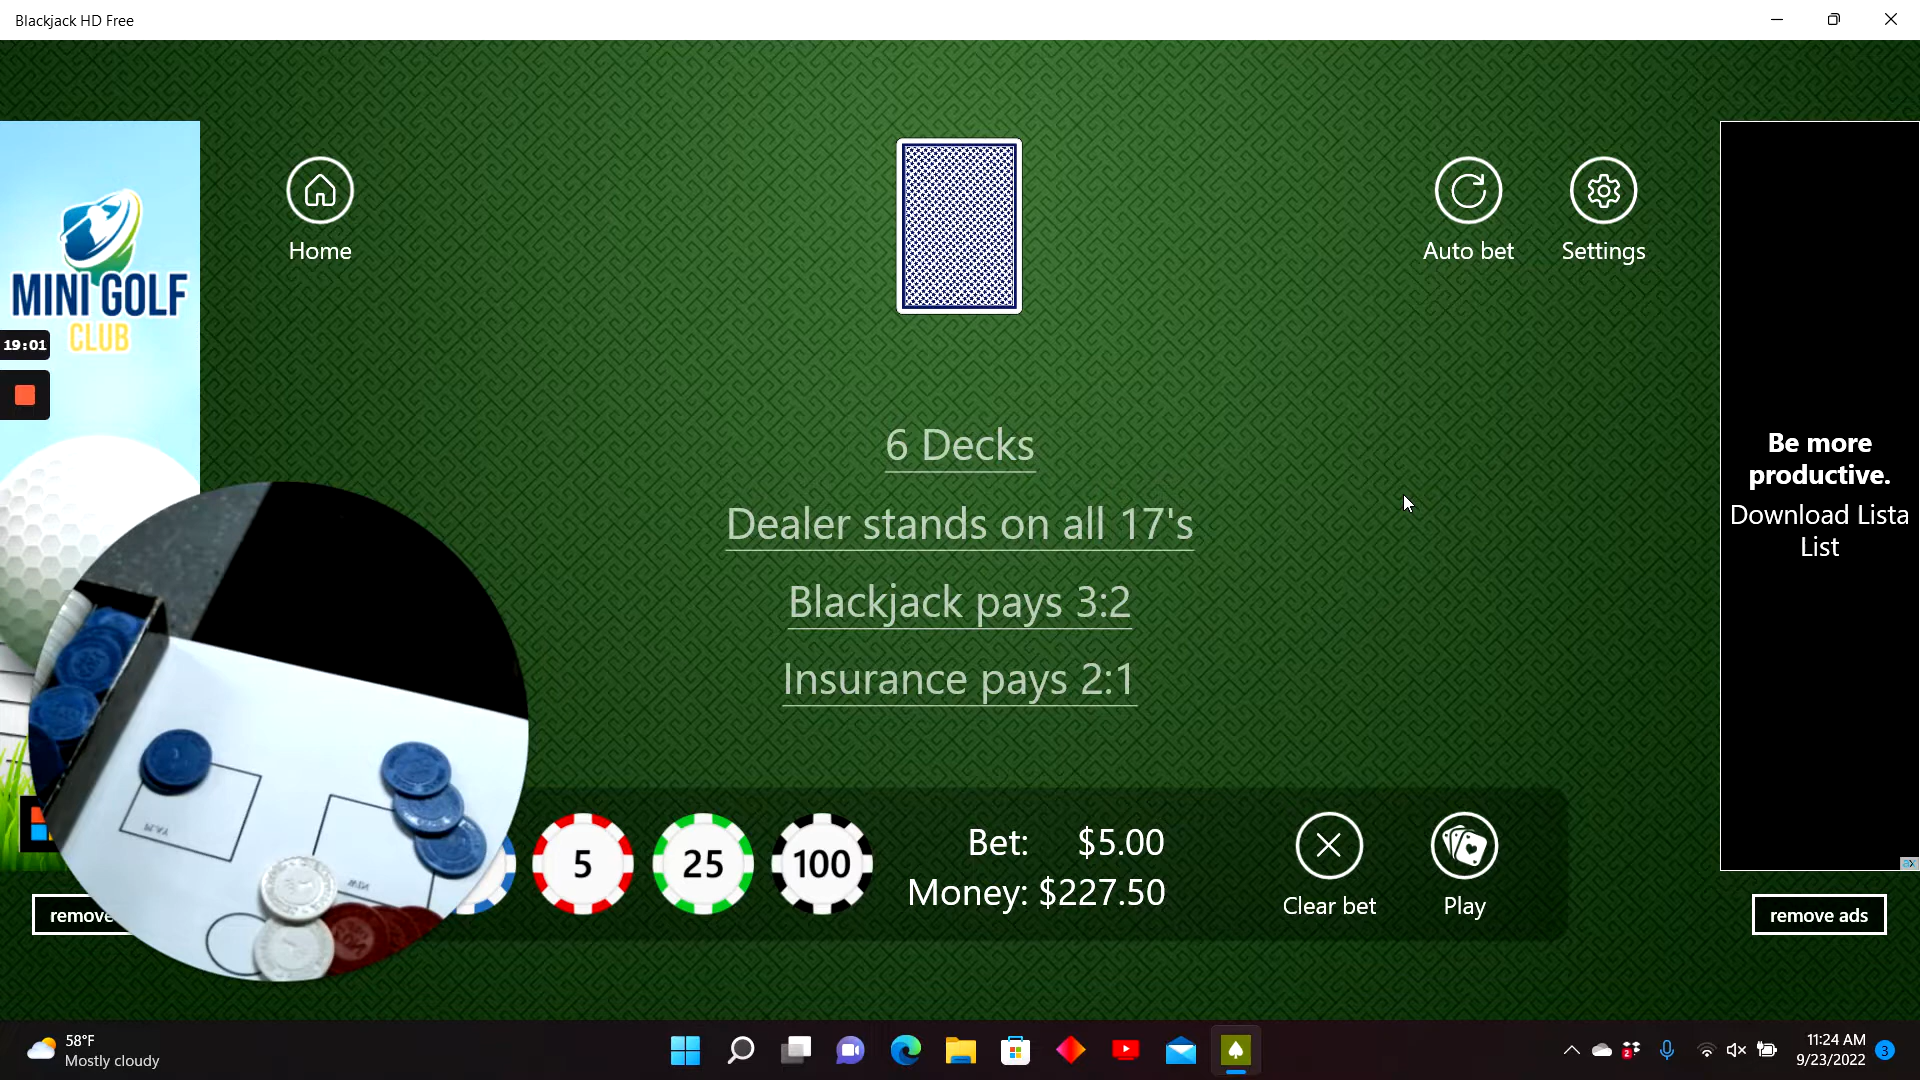 Blackjack HD Free
MINI GOLF
CLUB
19:01
Home
Auto bet
Settings
6 Decks
Dealer stands on all 17's
Blackjack pays 3:2
Insurance pays 2:1
Be more
productive.
Download Lista
List
5
25
100
Bet: $5.00
Money: $227.50
Clear bet
Play
remove
remove ads
58°F
Mostly cloudy
2
11:24 AM
9/23/2022
3